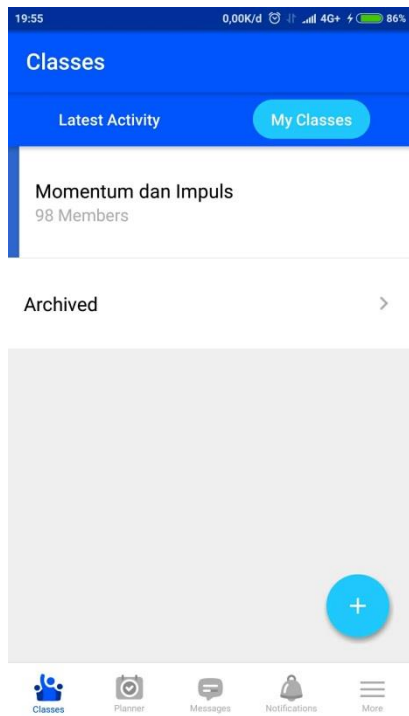 19:55 0,00K/d 4G+ 86%
Classes
Latest Activity My Classes
Momentum dan Impuls
98 Members
Archived
+
Classes Planner Messages Notifications More